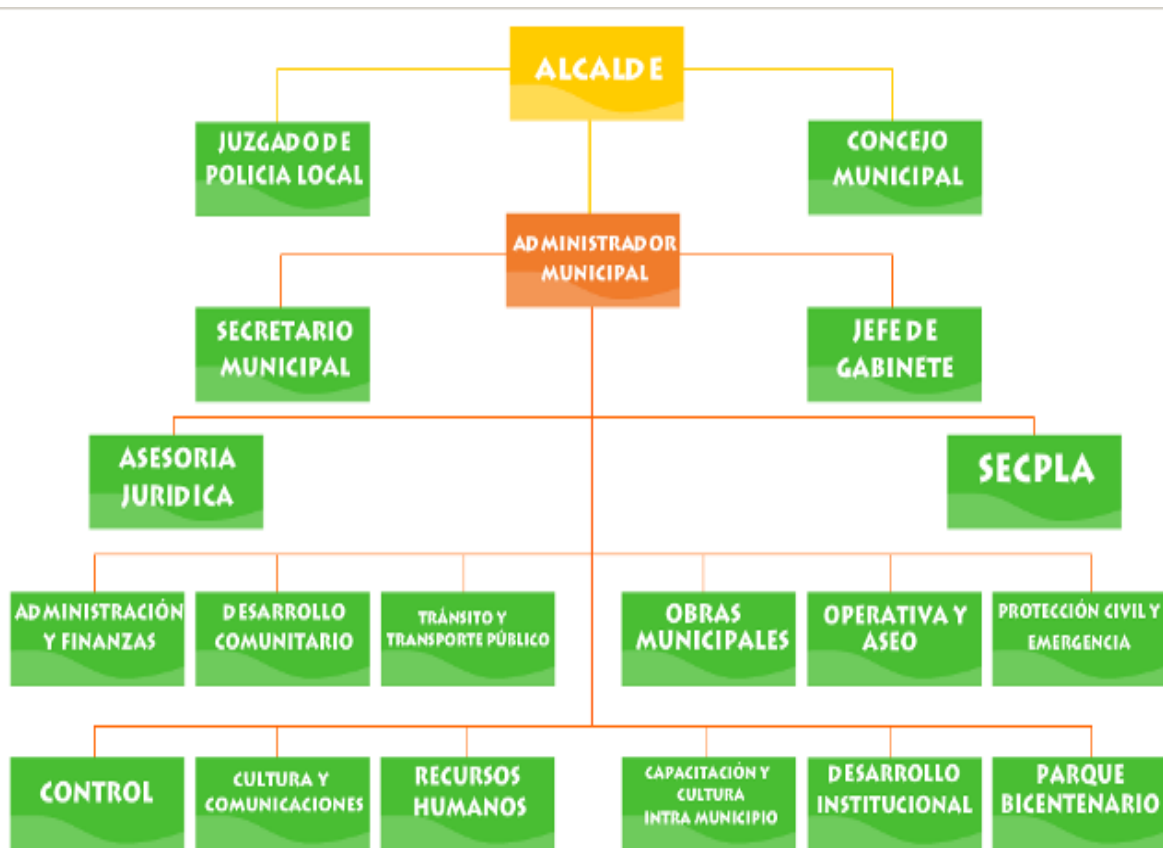 ALCALDE
JUZGADO DE
POLICIA LOCAL
CONCEJO
MUNICIPAL
ADMINISTRADOR
MUNICIPAL
SECRETARIO
MUNICIPAL
JEFE DE
GABINETE
ASESORIA
JURIDICA
SECPLA
ADMINISTRACIÓN
Y FINANZAS
DESARROLLO
COMUNITARIO
TRÁNSITO Y
TRANSPORTE PÚBLICO
OBRAS
MUNICIPALES
OPERATIVA Y
ASEO
PROTECCIÓN CIVIL Y
EMERGENCIA
CONTROL
CULTURA Y
COMUNICACIONES
RECURSOS
HUMANOS
CAPACITACIÓN Y
CULTURA
INTRA MUNICIPIO
DESARROLLO
INSTITUCIONAL
PARQUE
BICENTENARIO